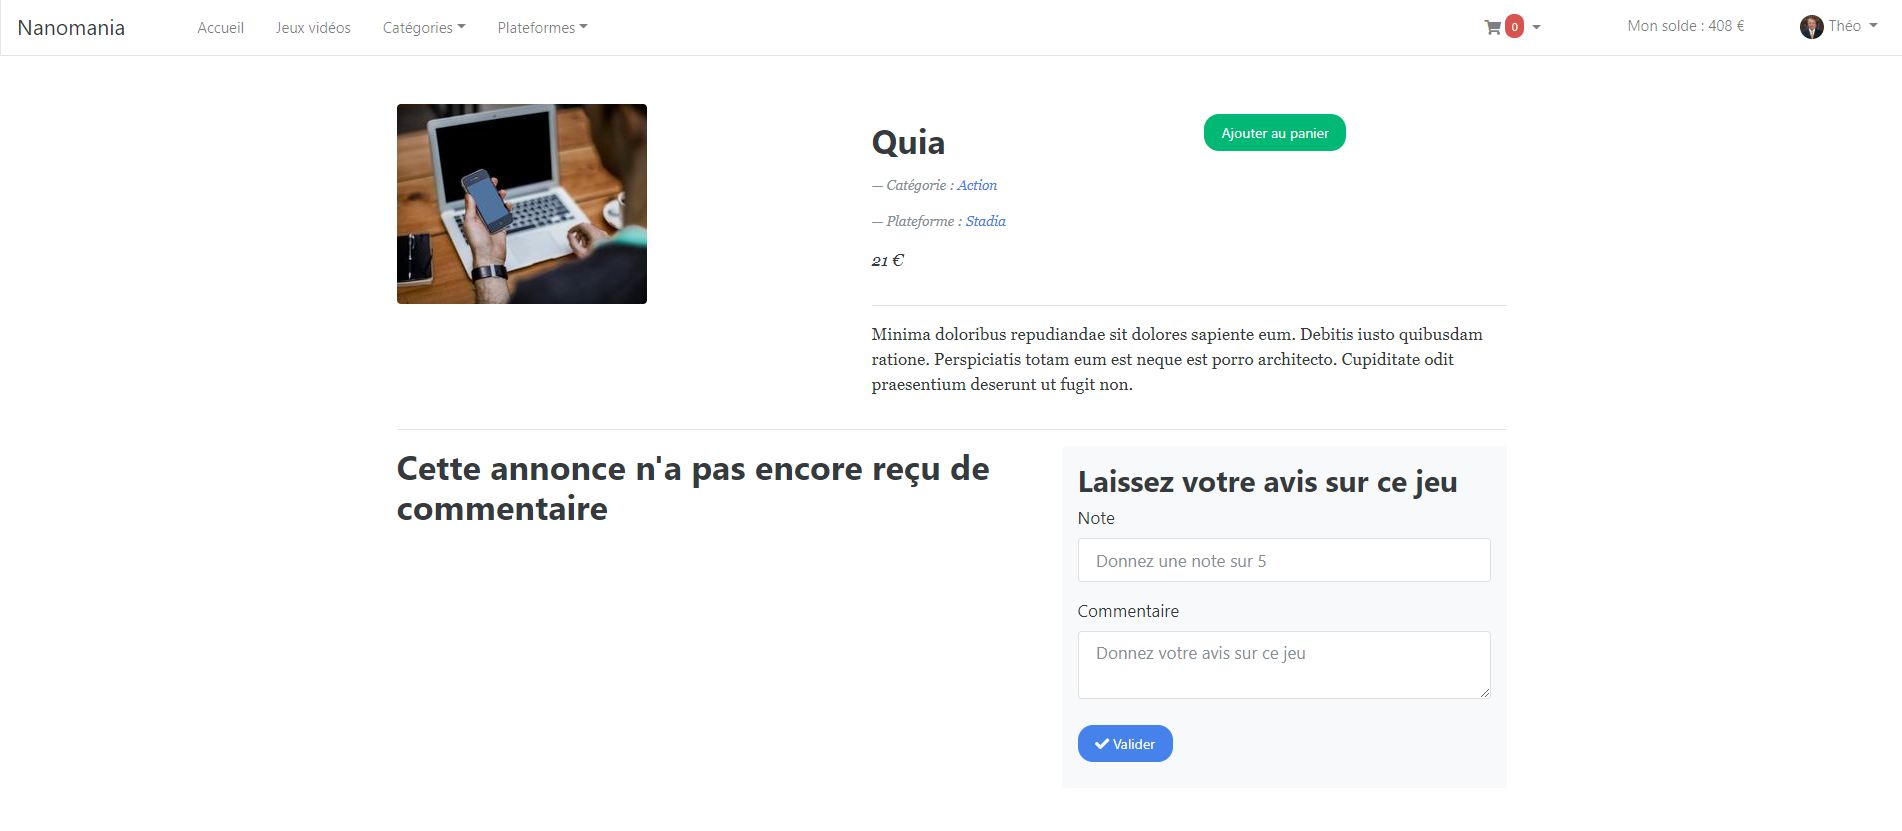 Nanomania
Accueil
Jeux vidéos
Catégories
Plateformes
0
Mon solde : 408 €
Théo
Quia
Ajouter au panier
— Catégorie : Action
— Plateforme : Stadia
21 €
Minima doloribus repudiandae sit dolores sapiente eum. Debitis iusto quibusdam
ratione. Perspiciatis totam eum est neque est porro architecto. Cupiditate odit
praesentium deserunt ut fugit non.
Cette annonce n'a pas encore reçu de
commentaire
Laissez votre avis sur ce jeu
Note
Donnez une note sur 5
Commentaire
Donnez votre avis sur ce jeu
Valider